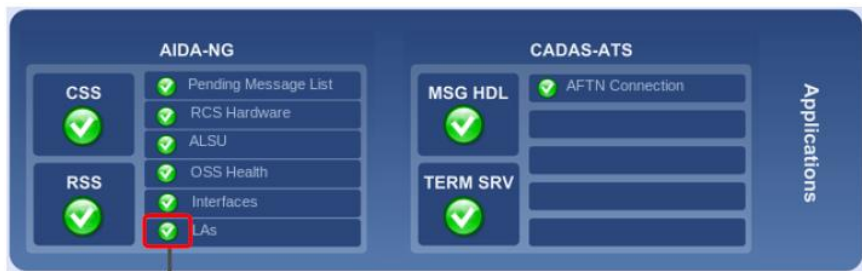 AIDA-NG
CSS
RSS
Pending Message List
RCS Hardware
ALSU
OSS Health
Interfaces
LAs
CADAS-ATS
MSG HDL
TERM SRV
AFTN Connection
Applications